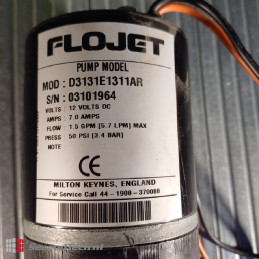 FLOJET
PUMP MODEL
MOD : D3131E1311AR
S/N : 03101964
VOLTS : 12 VOLTS DC
AMPS : 7.0 AMPS
FLOW : 1.5 GPM [5.7 LPM] MAX
PRESS : 50 PSI [3.4 BAR]
NOTE
CE
MILTON KEYNES, ENGLAND
For Service Call 44 - 1908 - 370088